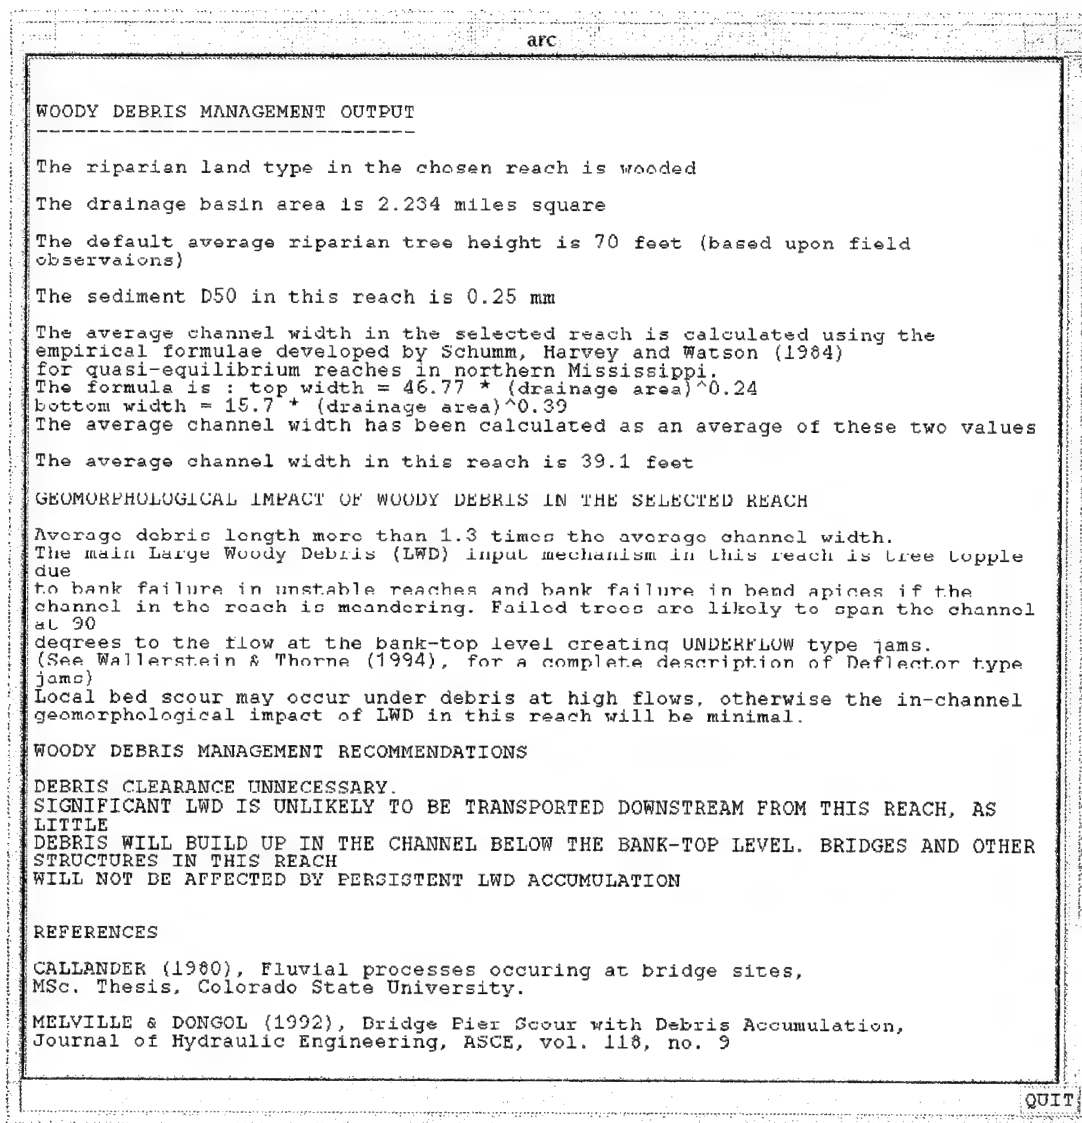 arc
WOODY DEBRIS MANAGEMENT OUTPUT
------------------------------
The riparian land type in the chosen reach is wooded
The drainage basin area is 2.234 miles square
The default average riparian tree height is 70 feet (based upon field
observaions)
The sediment D50 in this reach is 0.25 mm
The average channel width in the selected reach is calculated using the
empirical formulae developed by Schumm, Harvey and Watson (1984)
for quasi-equilibrium reaches in northern Mississippi.
The formula is : top width = 46.77 * (drainage area)^0.24
bottom width = 15.7 * (drainage area)^0.39
The average channel width has been calculated as an average of these two values
The average channel width in this reach is 39.1 feet
GEOMORPHOLOGICAL IMPACT OF WOODY DEBRIS IN THE SELECTED REACH
Average debris length more than 1.3 times the average channel width.
The main Large Woody Debris (LWD) input mechanism in this reach is tree topple
due
to bank failure in unstable reaches and bank failure in bend apices if the
channel in the reach is meandering. Failed trees are likely to span the channel
at 90
degrees to the flow at the bank-top level creating UNDERFLOW type jams.
(See Wallerstein & Thorne (1994), for a complete description of Deflector type
jams)
Local bed scour may occur under debris at high flows, otherwise the in-channel
geomorphological impact of LWD in this reach will be minimal.
WOODY DEBRIS MANAGEMENT RECOMMENDATIONS
DEBRIS CLEARANCE UNNECESSARY.
SIGNIFICANT LWD IS UNLIKELY TO BE TRANSPORTED DOWNSTREAM FROM THIS REACH, AS
LITTLE
DEBRIS WILL BUILD UP IN THE CHANNEL BELOW THE BANK-TOP LEVEL. BRIDGES AND OTHER
STRUCTURES IN THIS REACH
WILL NOT BE AFFECTED BY PERSISTENT LWD ACCUMULATION
REFERENCES
CALLANDER (1980), Fluvial processes occuring at bridge sites,
MSc. Thesis, Colorado State University.
MELVILLE & DONGOL (1992), Bridge Pier Scour with Debris Accumulation,
Journal of Hydraulic Engineering, ASCE, vol. 118, no. 9
QUIT